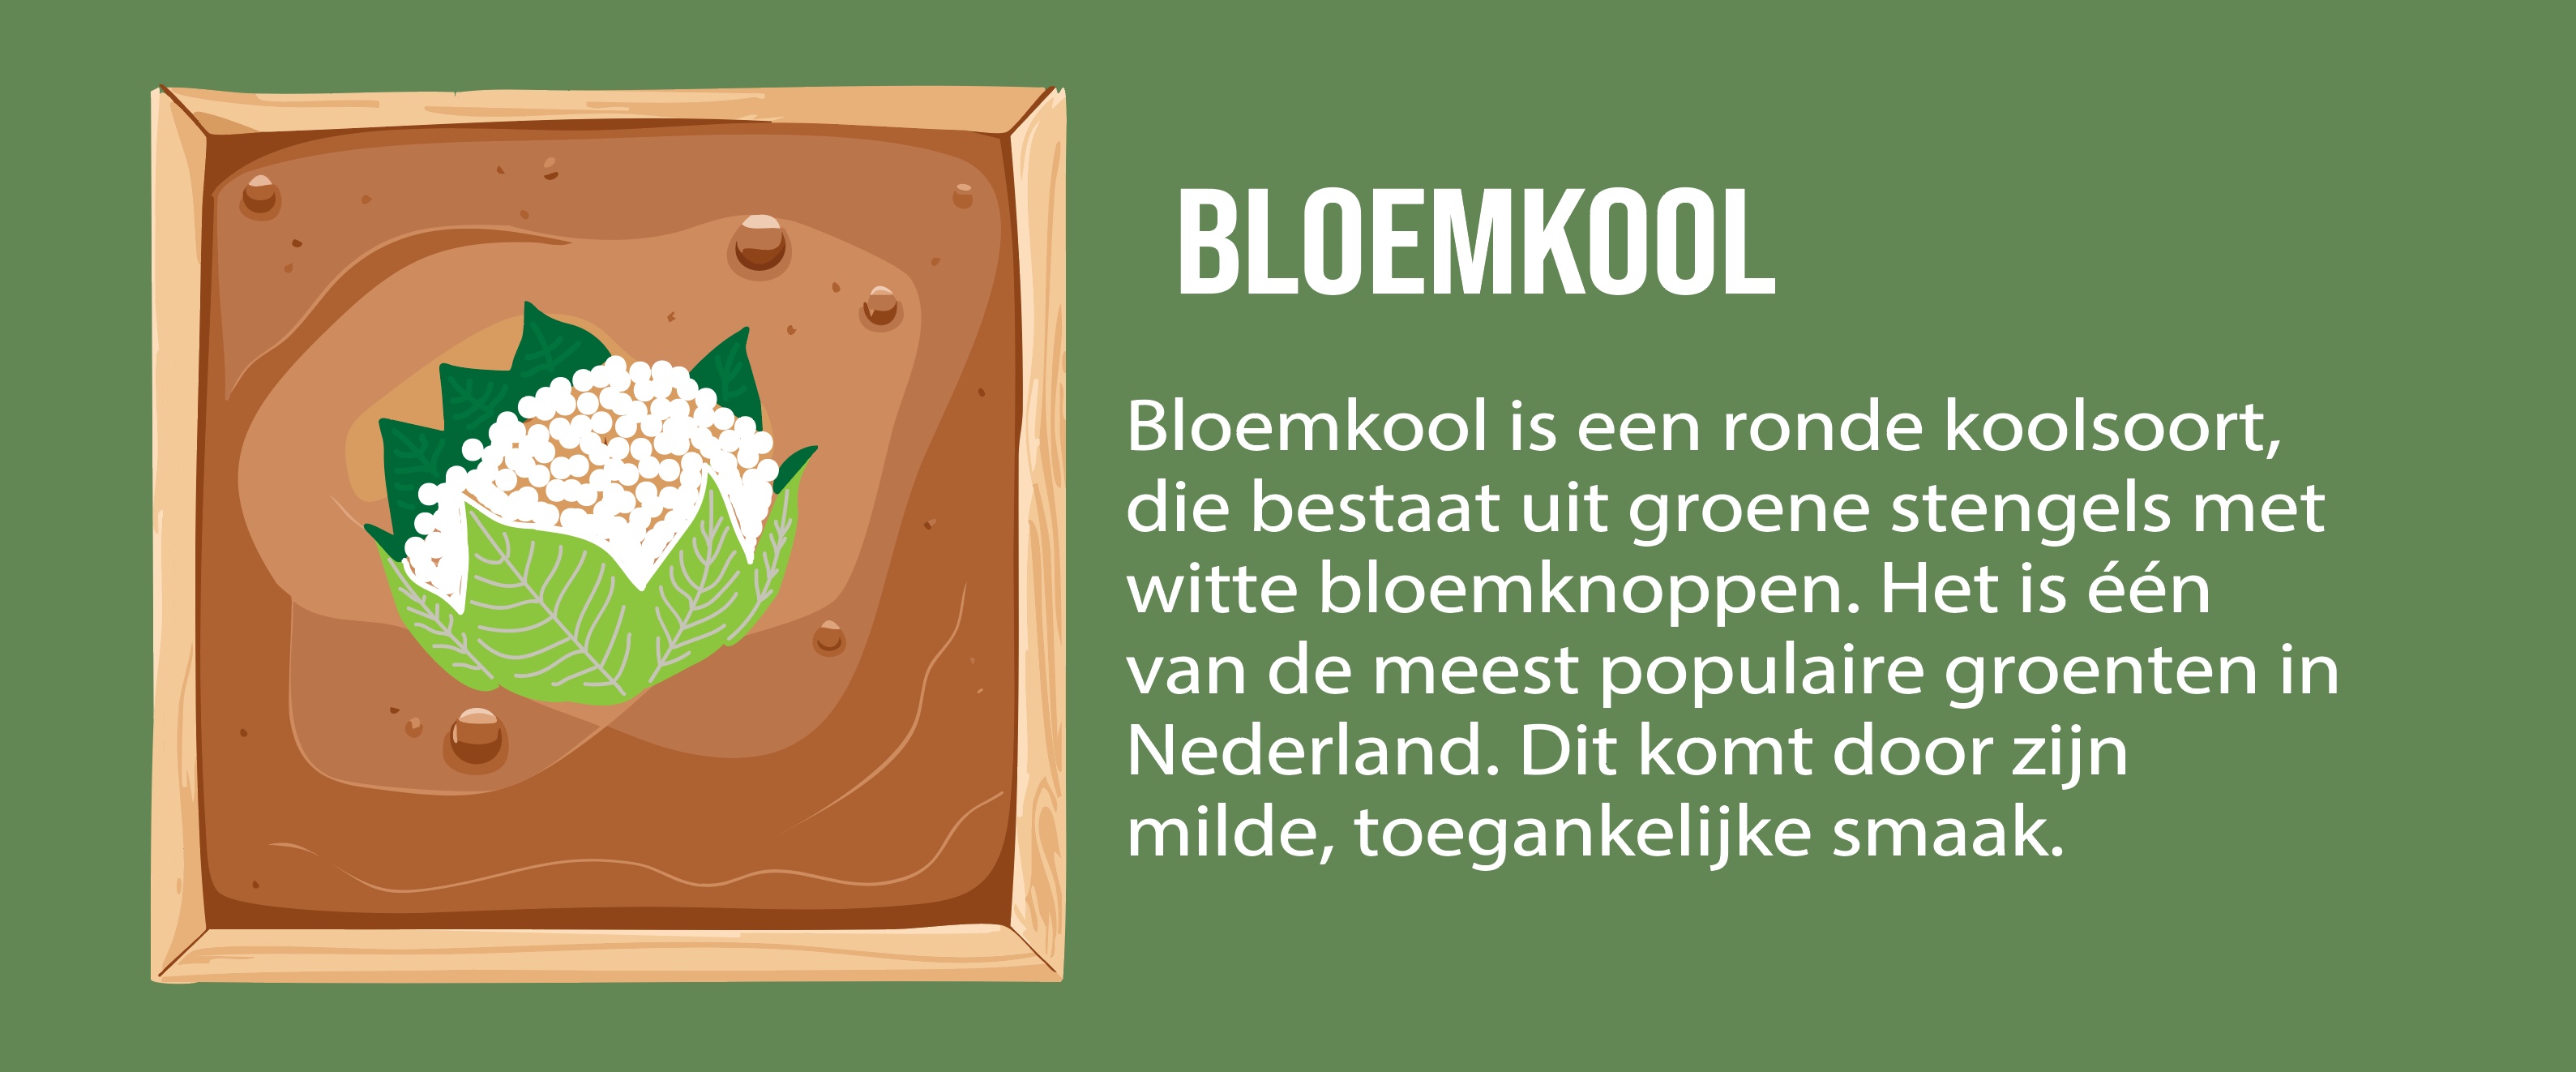 BLOEMKOOL
Bloemkool is een ronde koolsoort,
die bestaat uit groene stengels met
witte bloemknoppen. Het is één
van de meest populaire groenten in
Nederland. Dit komt door zijn
milde, toegankelijke smaak.